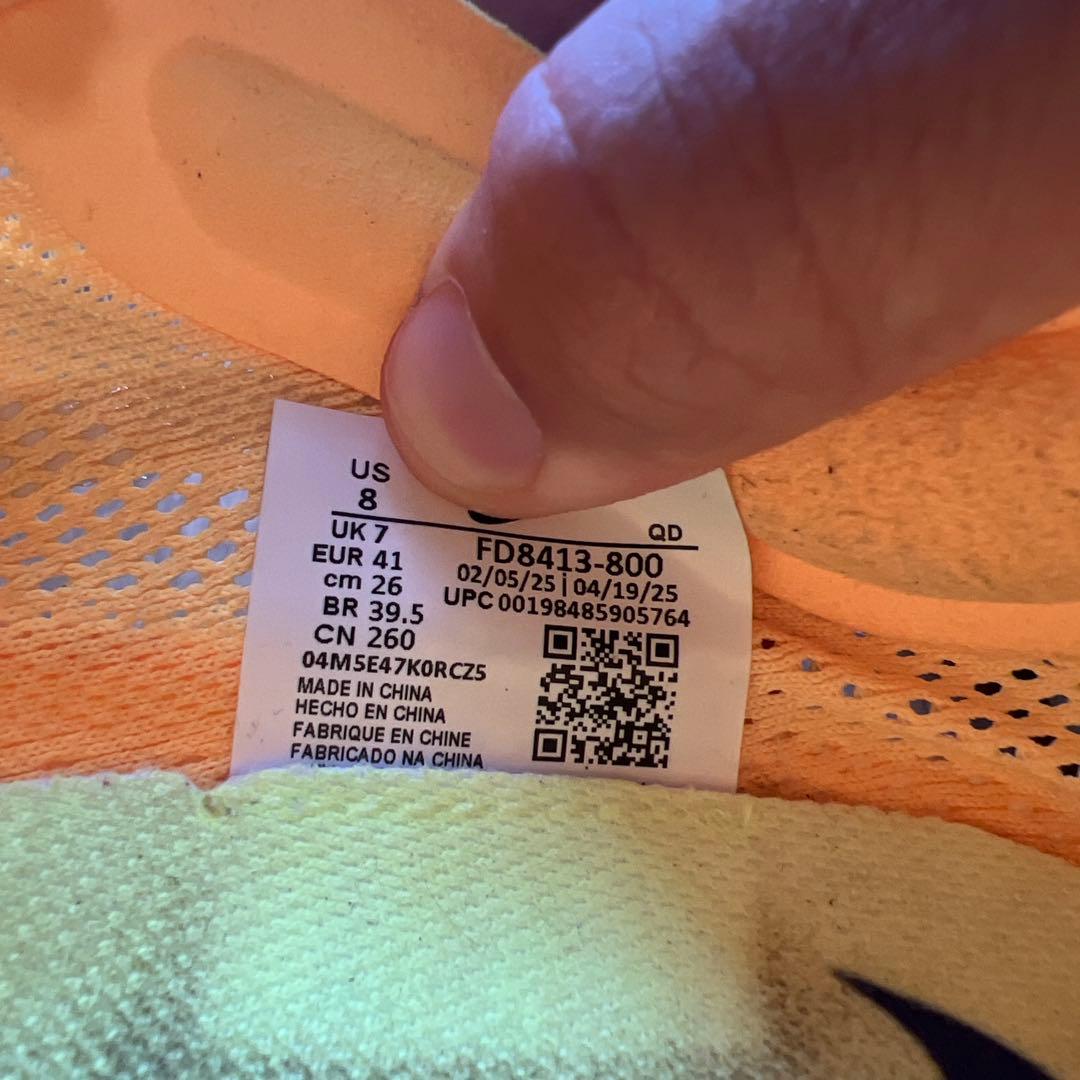 US
8
QD
UK 7
FD8413-800
EUR 41
02/05/25 | 04/19/25
cm 26
UPC 00198485905764
BR 39.5
CN 260
04M5E47K0RCZ5
MADE IN CHINA
HECHO EN CHINA
FABRIQUE EN CHINE
FABRICADO NA CHINA